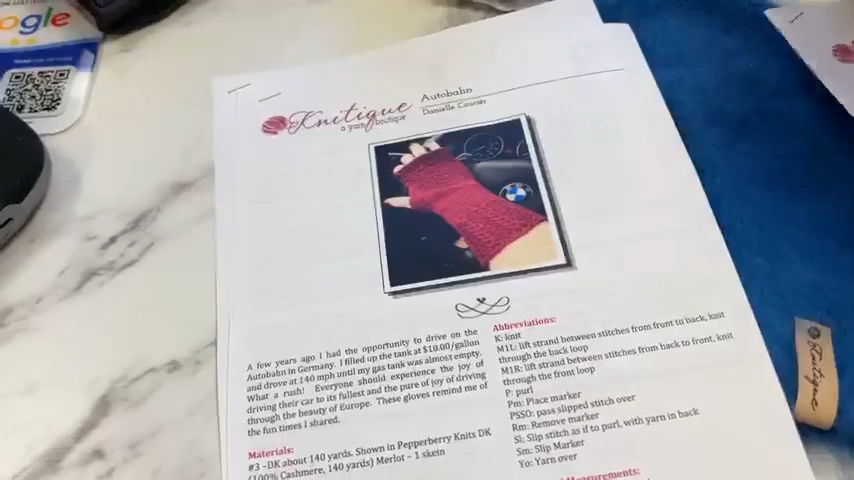 ogle
Knitique
a yarn boutique
Autobahn
Danielle Courier
A few years ago I had the opportunity to drive on the
Autobahn in Germany. I filled up the tank at $10.00/gallon
and drove at 140 mph until my gas tank was almost empty.
What a rush! Everyone should experience the joy of
driving their car to its fullest and the pure of joy of driving
through the beauty of Europe. These gloves remind me of
the fun times I shared.
Materials:
#3 –DK about 140 yards. Shown in Pepperberry Knits DK
(100% Cashmere, 140 yards) Merlot – 1 skein
Abbreviations:
K: knit
M1L: lift strand between stitches from front to back, knit
through the back loop
M1R: lift strand between stitches from back to front, knit
through the front loop
P: purl
Pm: Place marker
PSSO: pass slipped stitch over
Rm: Remove marker
Sl: Slip stitch as if to purl, with yarn in back
Sm: Slip Marker
Yo: Yarn over
Measurements:
Knitique